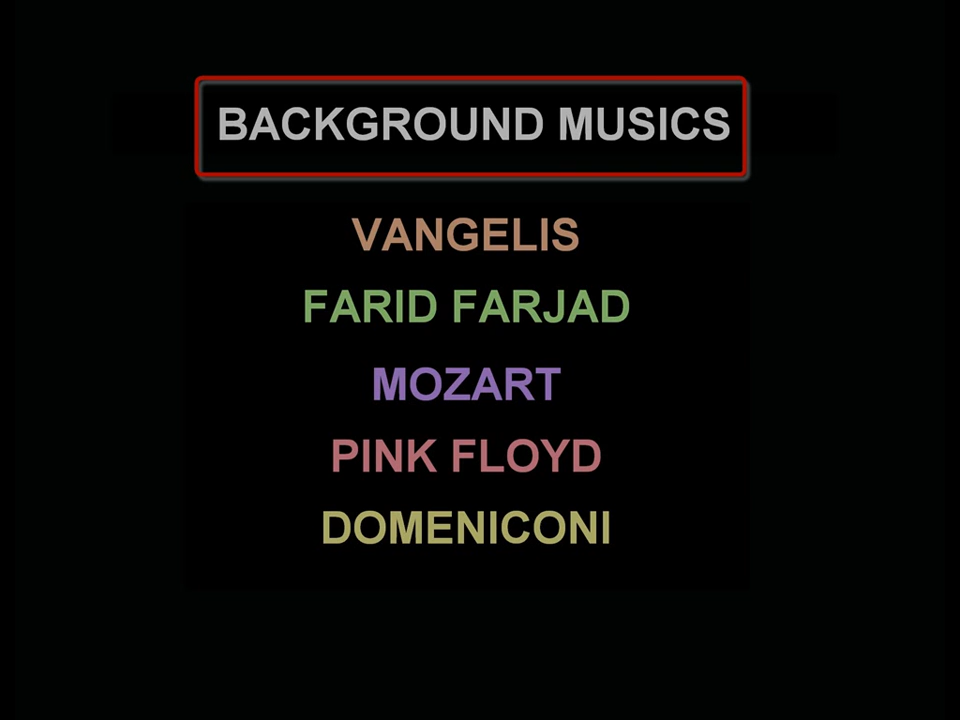 BACKGROUND MUSICS
VANGELIS
FARID FARJAD
MOZART
PINK FLOYD
DOMENICONI